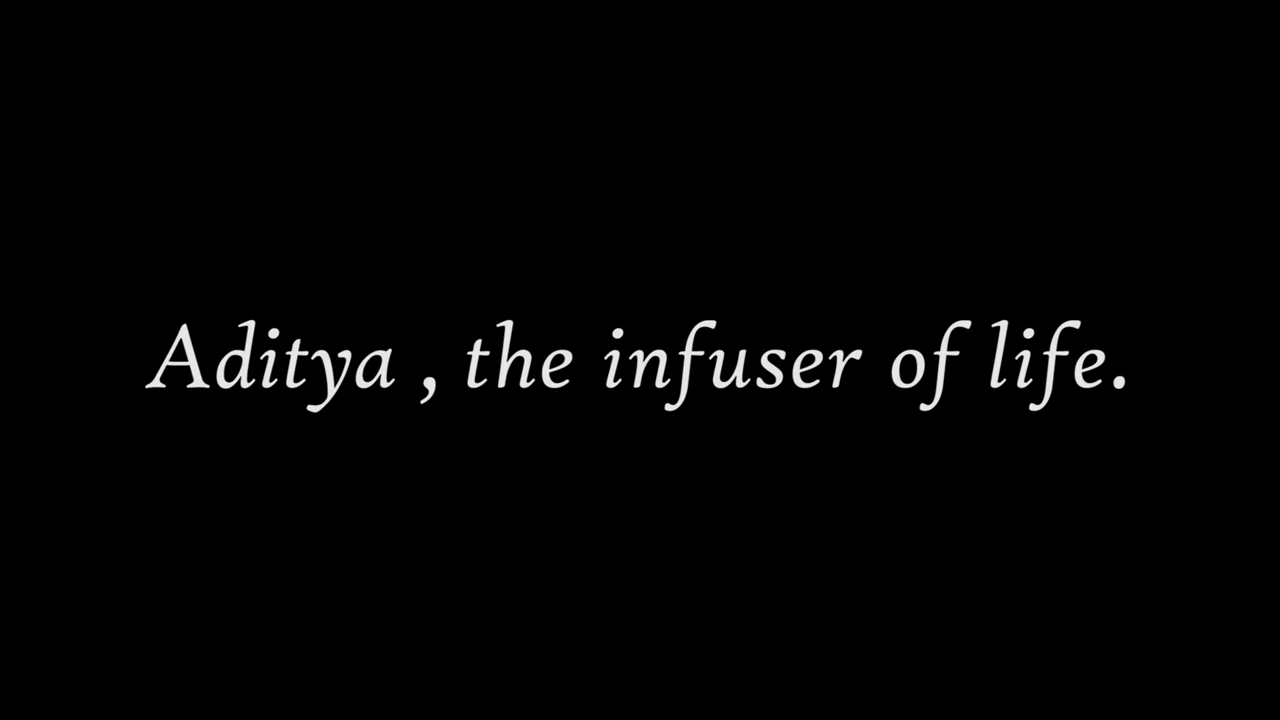 Aditya , the infuser of life.